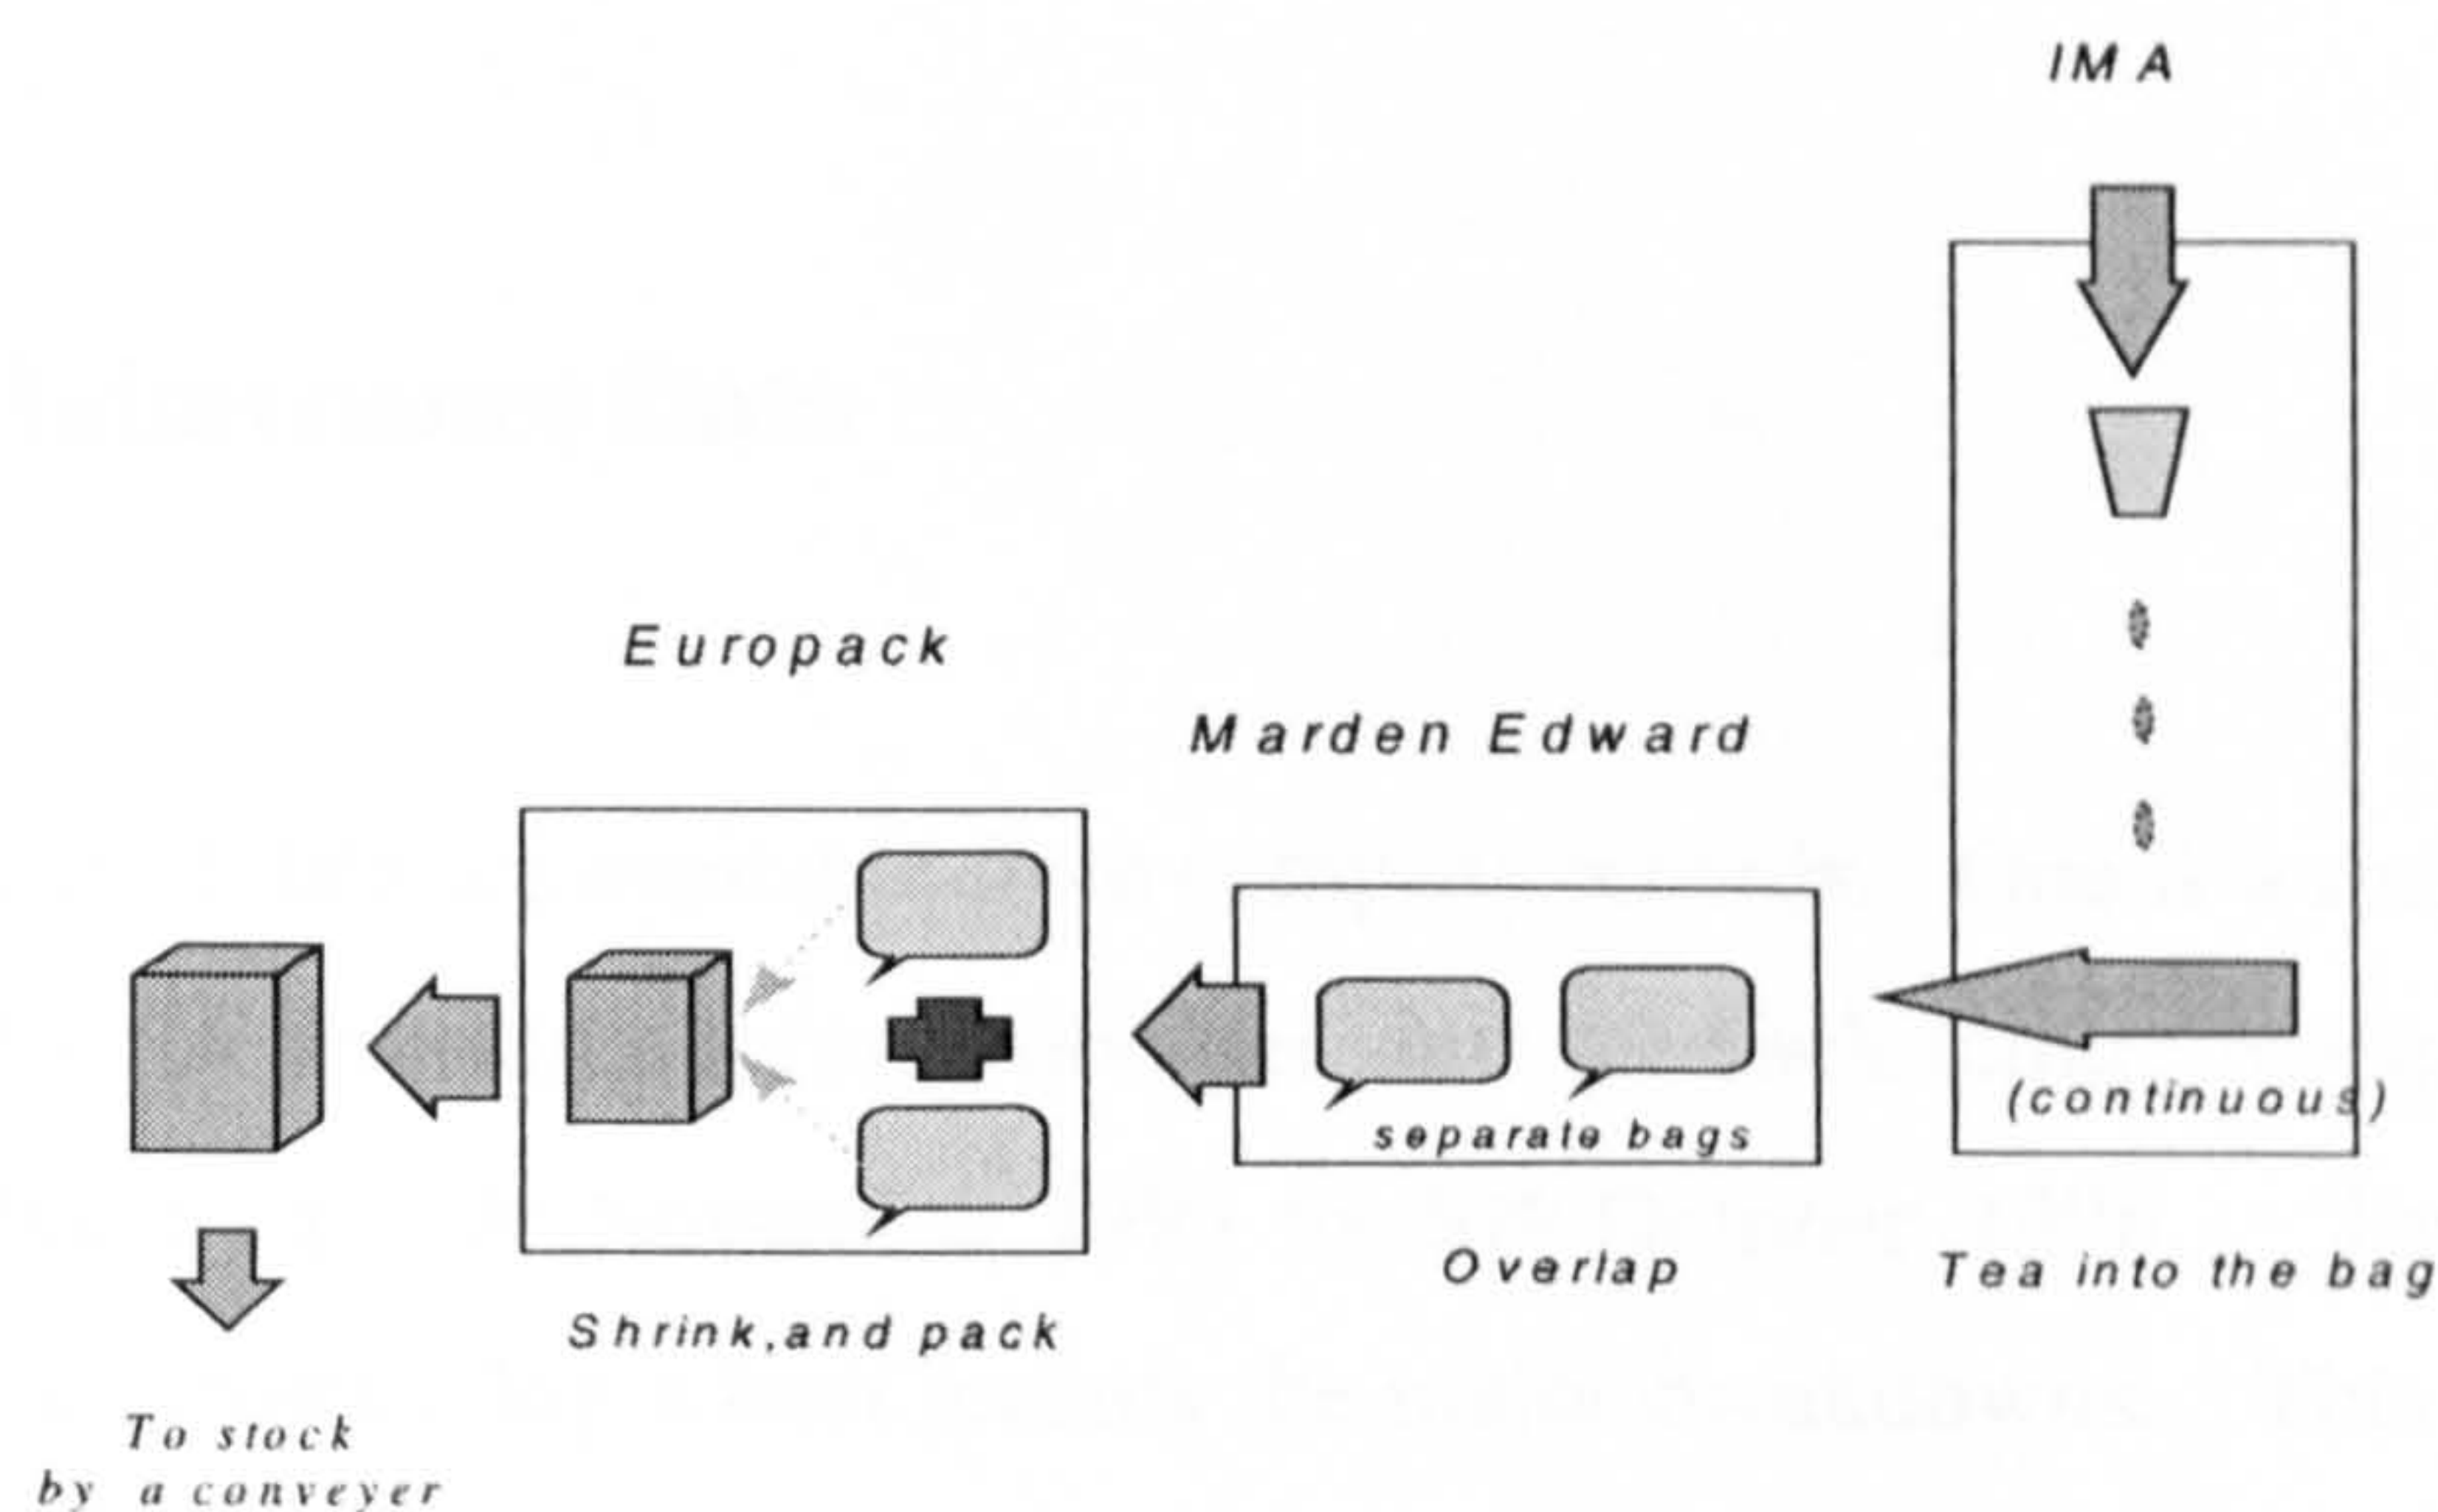 IMA
Europack
Marden Edward
(continuous)
separate bags
Overlap
Tea into the bag
Shrink,and pack
To stock
by a conveyer